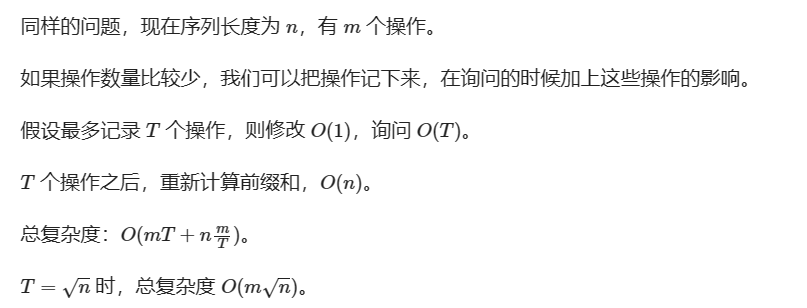 同样的问题，现在序列长度为 n，有 m 个操作。
如果操作数量比较少，我们可以把操作记下来，在询问的时候加上这些操作的影响。
假设最多记录 T 个操作，则修改 O(1)，询问 O(T)。
T 个操作之后，重新计算前缀和，O(n)。
总复杂度：O(mT + n\frac{m}{T})。
T = √n 时，总复杂度 O(m√n)。